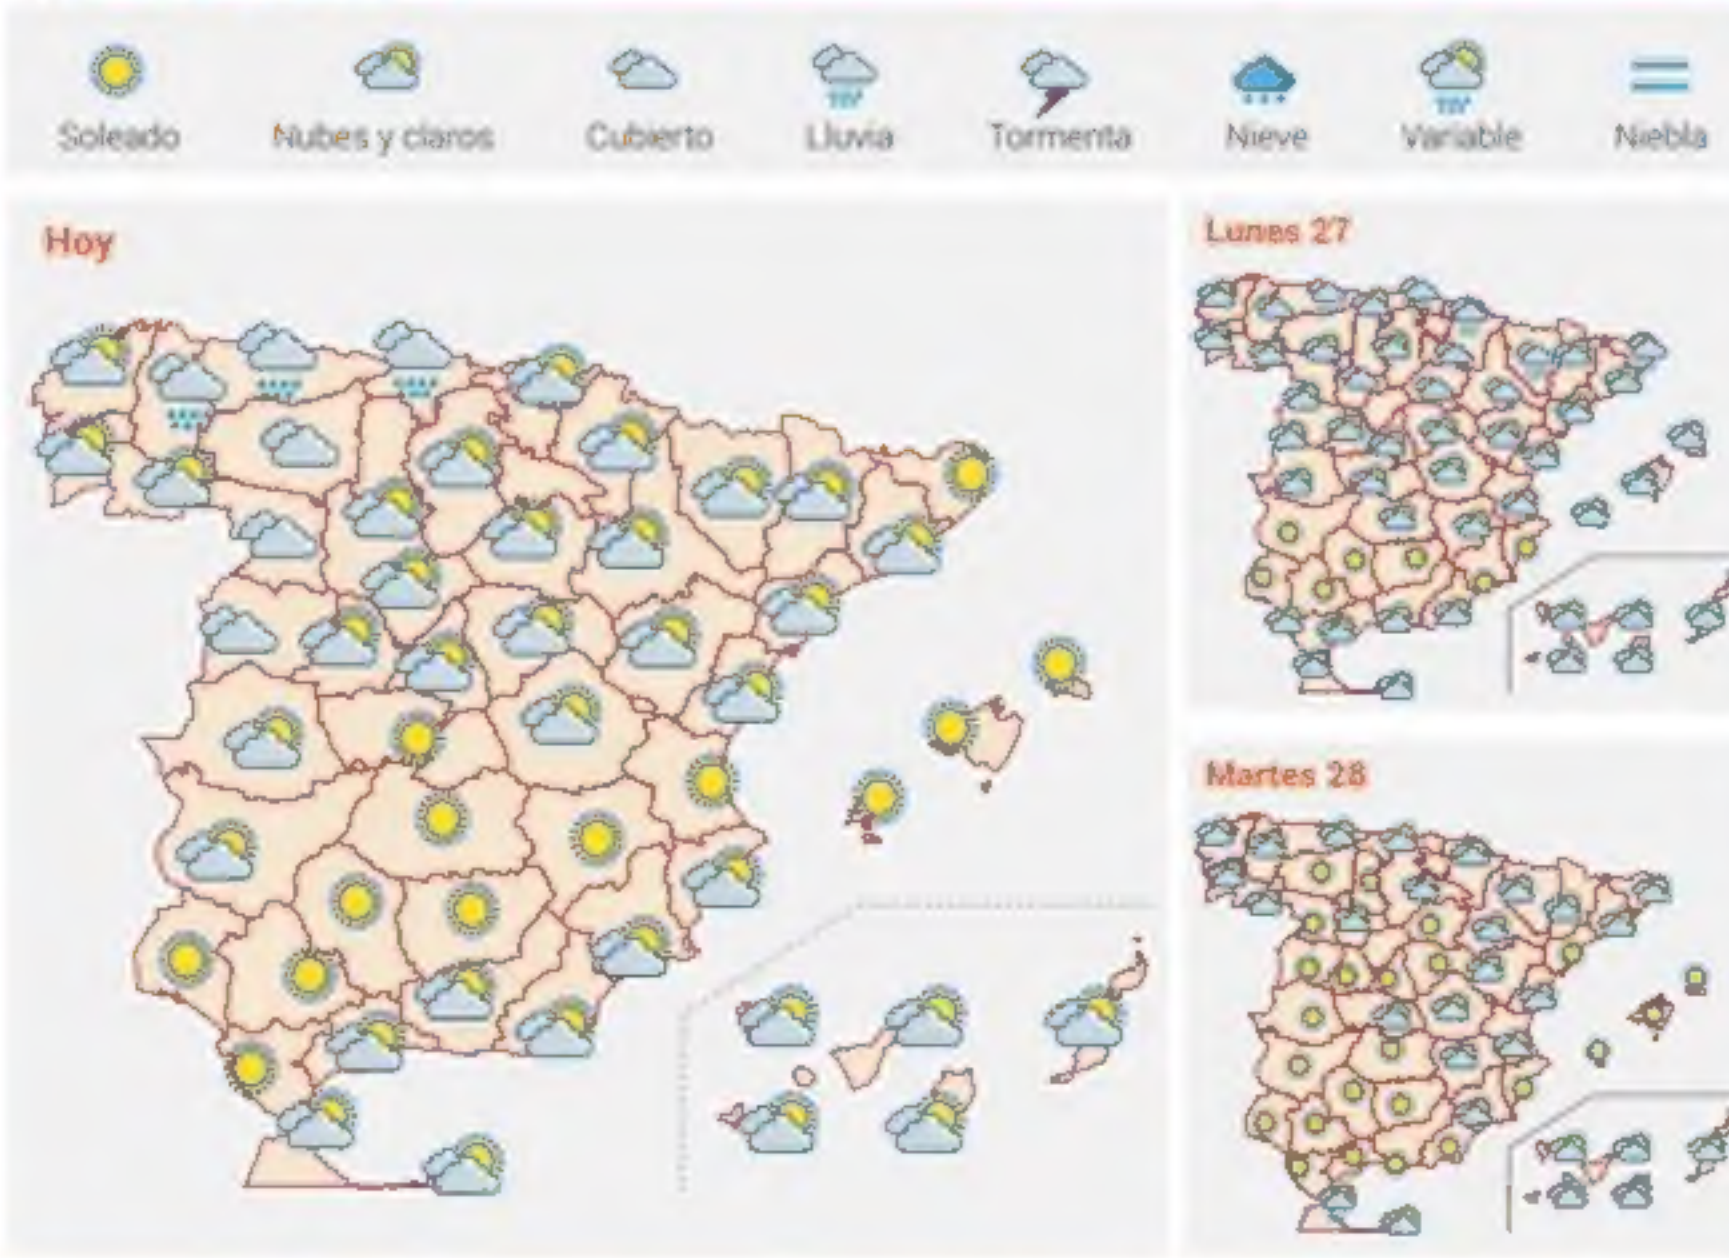 Soleado
Nubes y claros
Cubierto
Lluvia
Tormenta
Nieve
Variable
Niebla
Hoy
Lunes 27
Martes 28